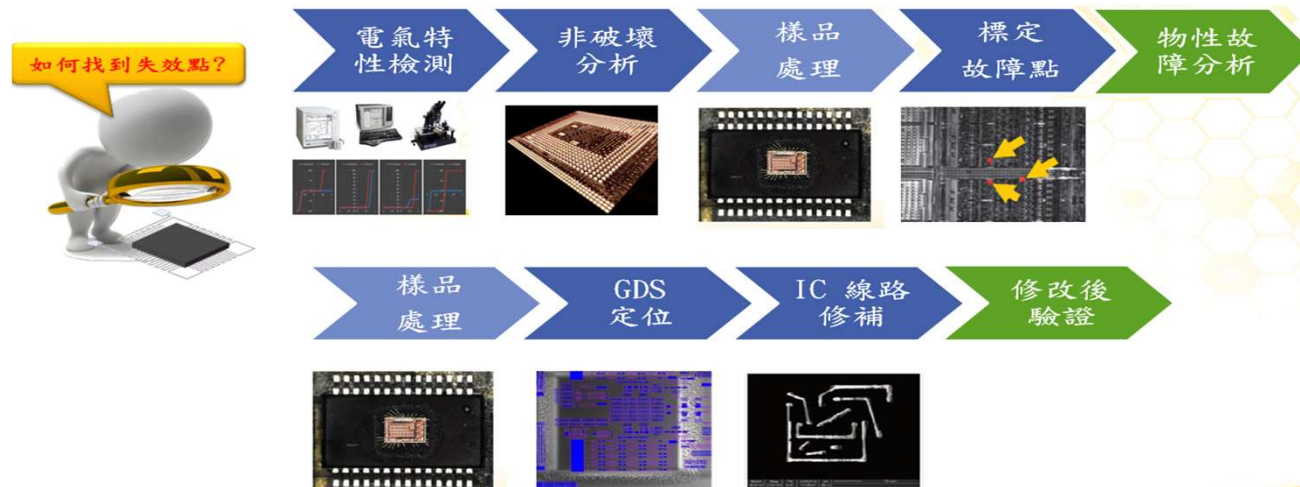 如何找到失效點?
電氣特
性檢測
非破壞
分析
樣品
處理
標定
故障點
物性故
障分析
樣品
處理
GDS
定位
IC 線路
修補
修改後
驗證